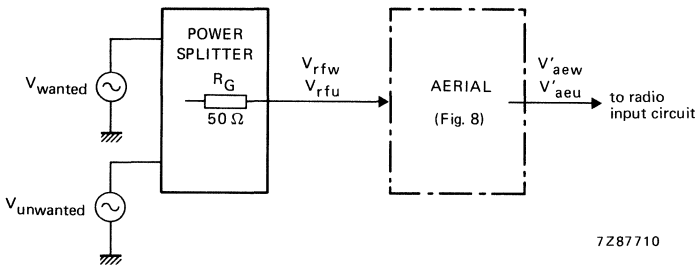 POWER
SPLITTER
R_G
50 Ω
V_wanted
V_unwanted
V_rfw
V_rfu
AERIAL
(Fig. 8)
V'_aew
V'_aeu
to radio
input circuit
7Z87710